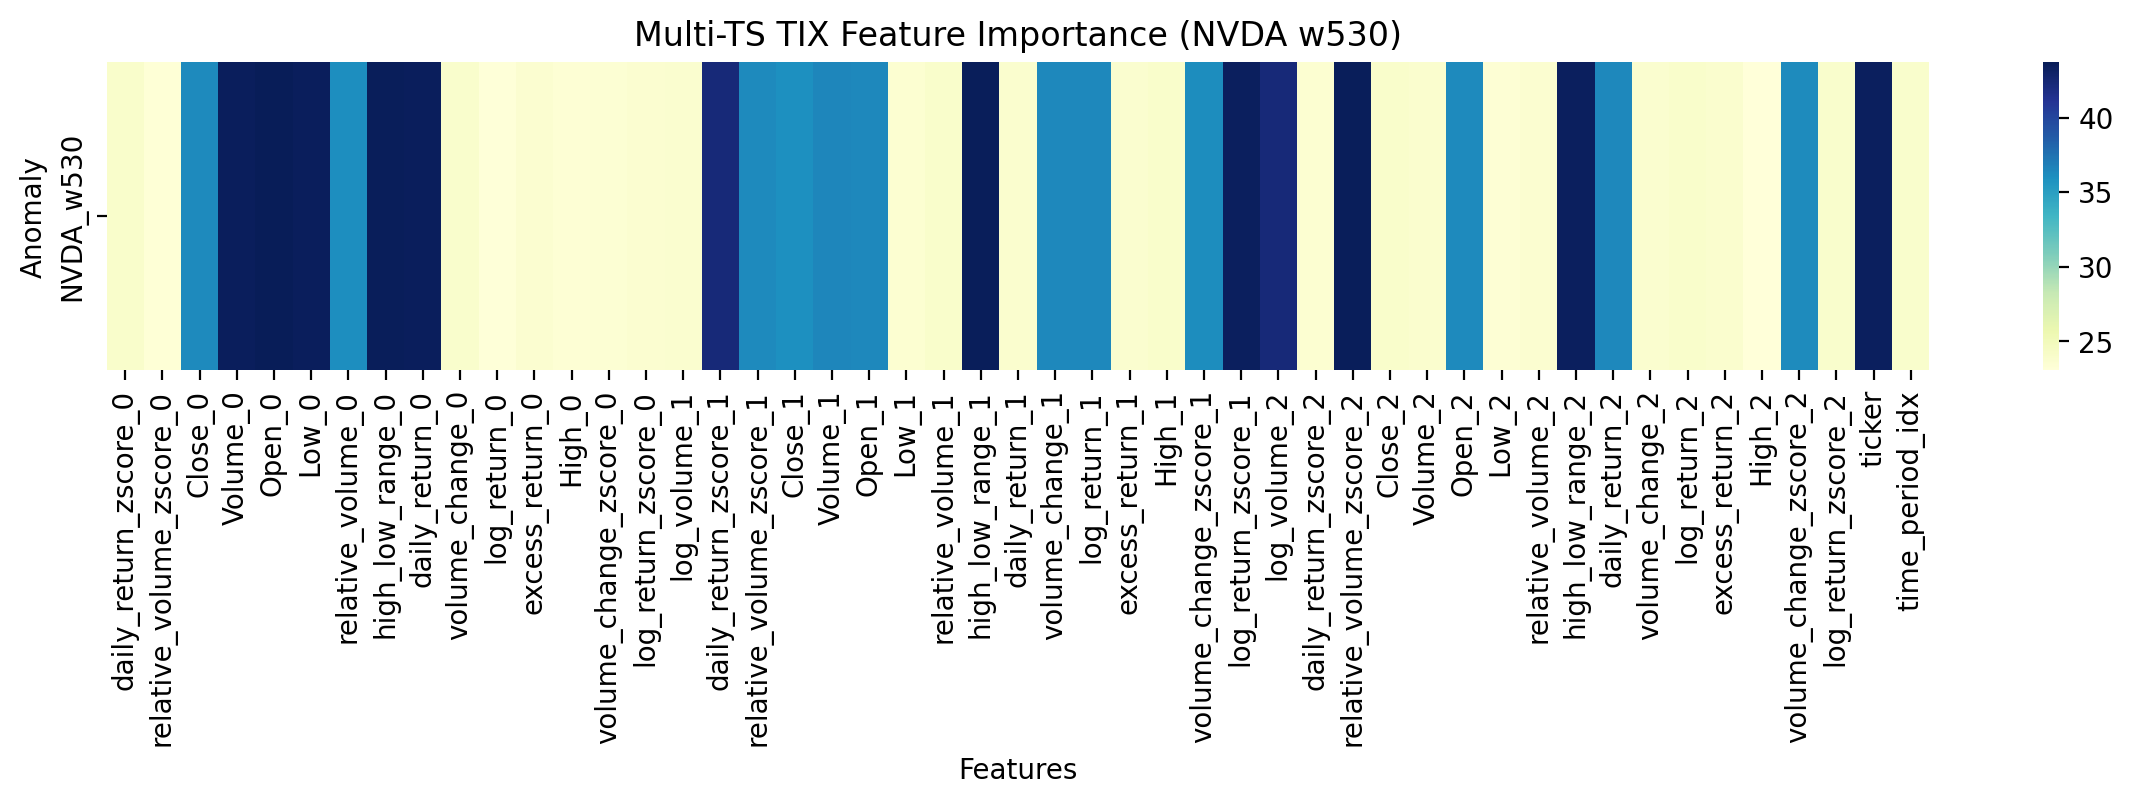 Multi-TS TIX Feature Importance (NVDA w530)
Anomaly
NVDA_w530
40
35
30
25
daily_return_zscore_0
relative_volume_zscore_0
Close_0
Volume_0
Open_0
Low_0
relative_volume_0
high_low_range_0
daily_return_0
volume_change_0
log_return_0
excess_return_0
High_0
volume_change_zscore_0
log_return_zscore_0
log_volume_1
daily_return_zscore_1
relative_volume_zscore_1
Close_1
Volume_1
Open_1
Low_1
relative_volume_1
high_low_range_1
daily_return_1
volume_change_1
log_return_1
excess_return_1
High_1
volume_change_zscore_1
log_return_zscore_1
log_volume_2
daily_return_zscore_2
relative_volume_zscore_2
Close_2
Volume_2
Open_2
Low_2
relative_volume_2
high_low_range_2
daily_return_2
volume_change_2
log_return_2
excess_return_2
High_2
volume_change_zscore_2
log_return_zscore_2
ticker
time_period_idx
Features